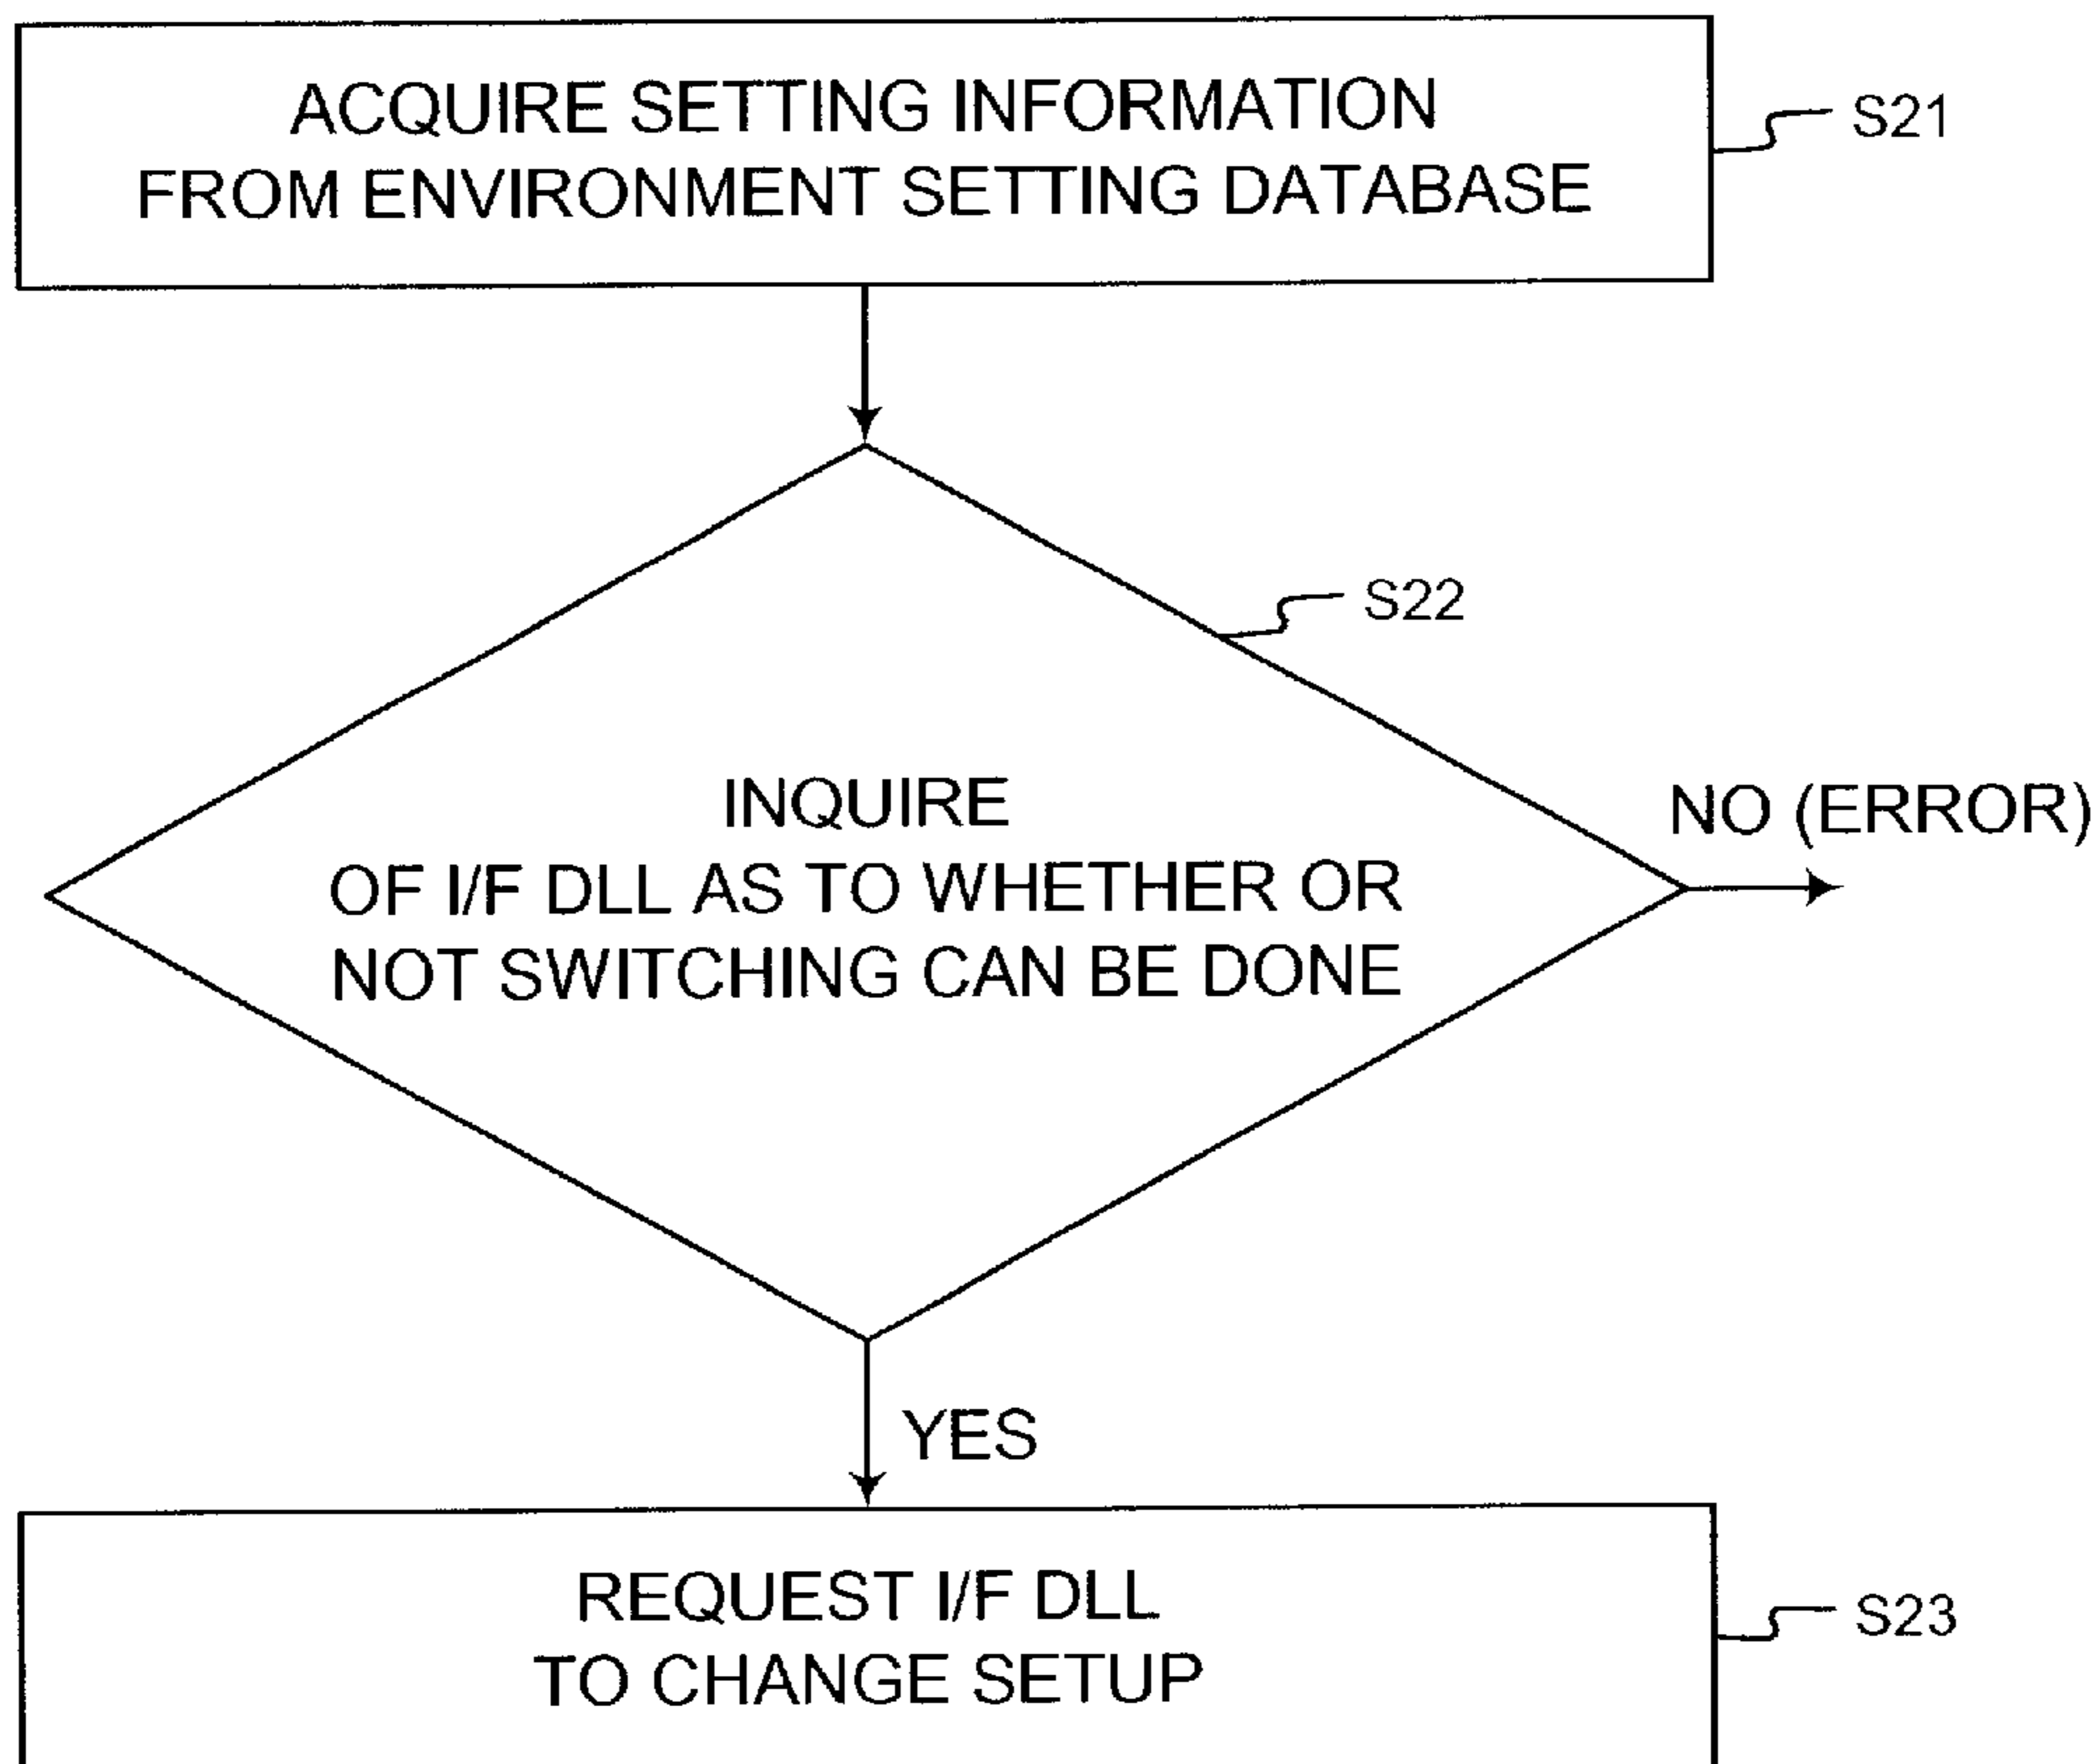 ACQUIRE SETTING INFORMATION
FROM ENVIRONMENT SETTING DATABASE
S21
S22
INQUIRE
OF I/F DLL AS TO WHETHER OR
NOT SWITCHING CAN BE DONE
NO (ERROR)
YES
REQUEST I/F DLL
TO CHANGE SETUP
S23